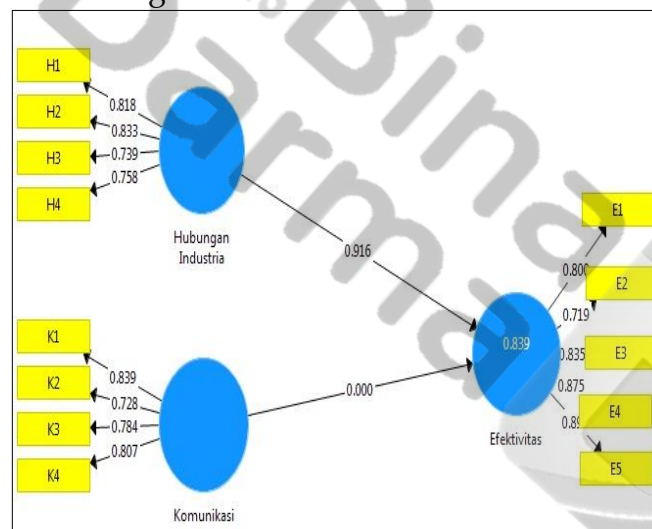 Bina
Darma
H1
H2
H3
H4
0.818
0.833
0.739
0.758
Hubungan
Industria
0.916
K1
K2
K3
K4
0.839
0.728
0.784
0.807
Komunikasi
0.000
0.839
Efektivitas
E1
E2
E3
E4
E5
0.800
0.719
0.835
0.875